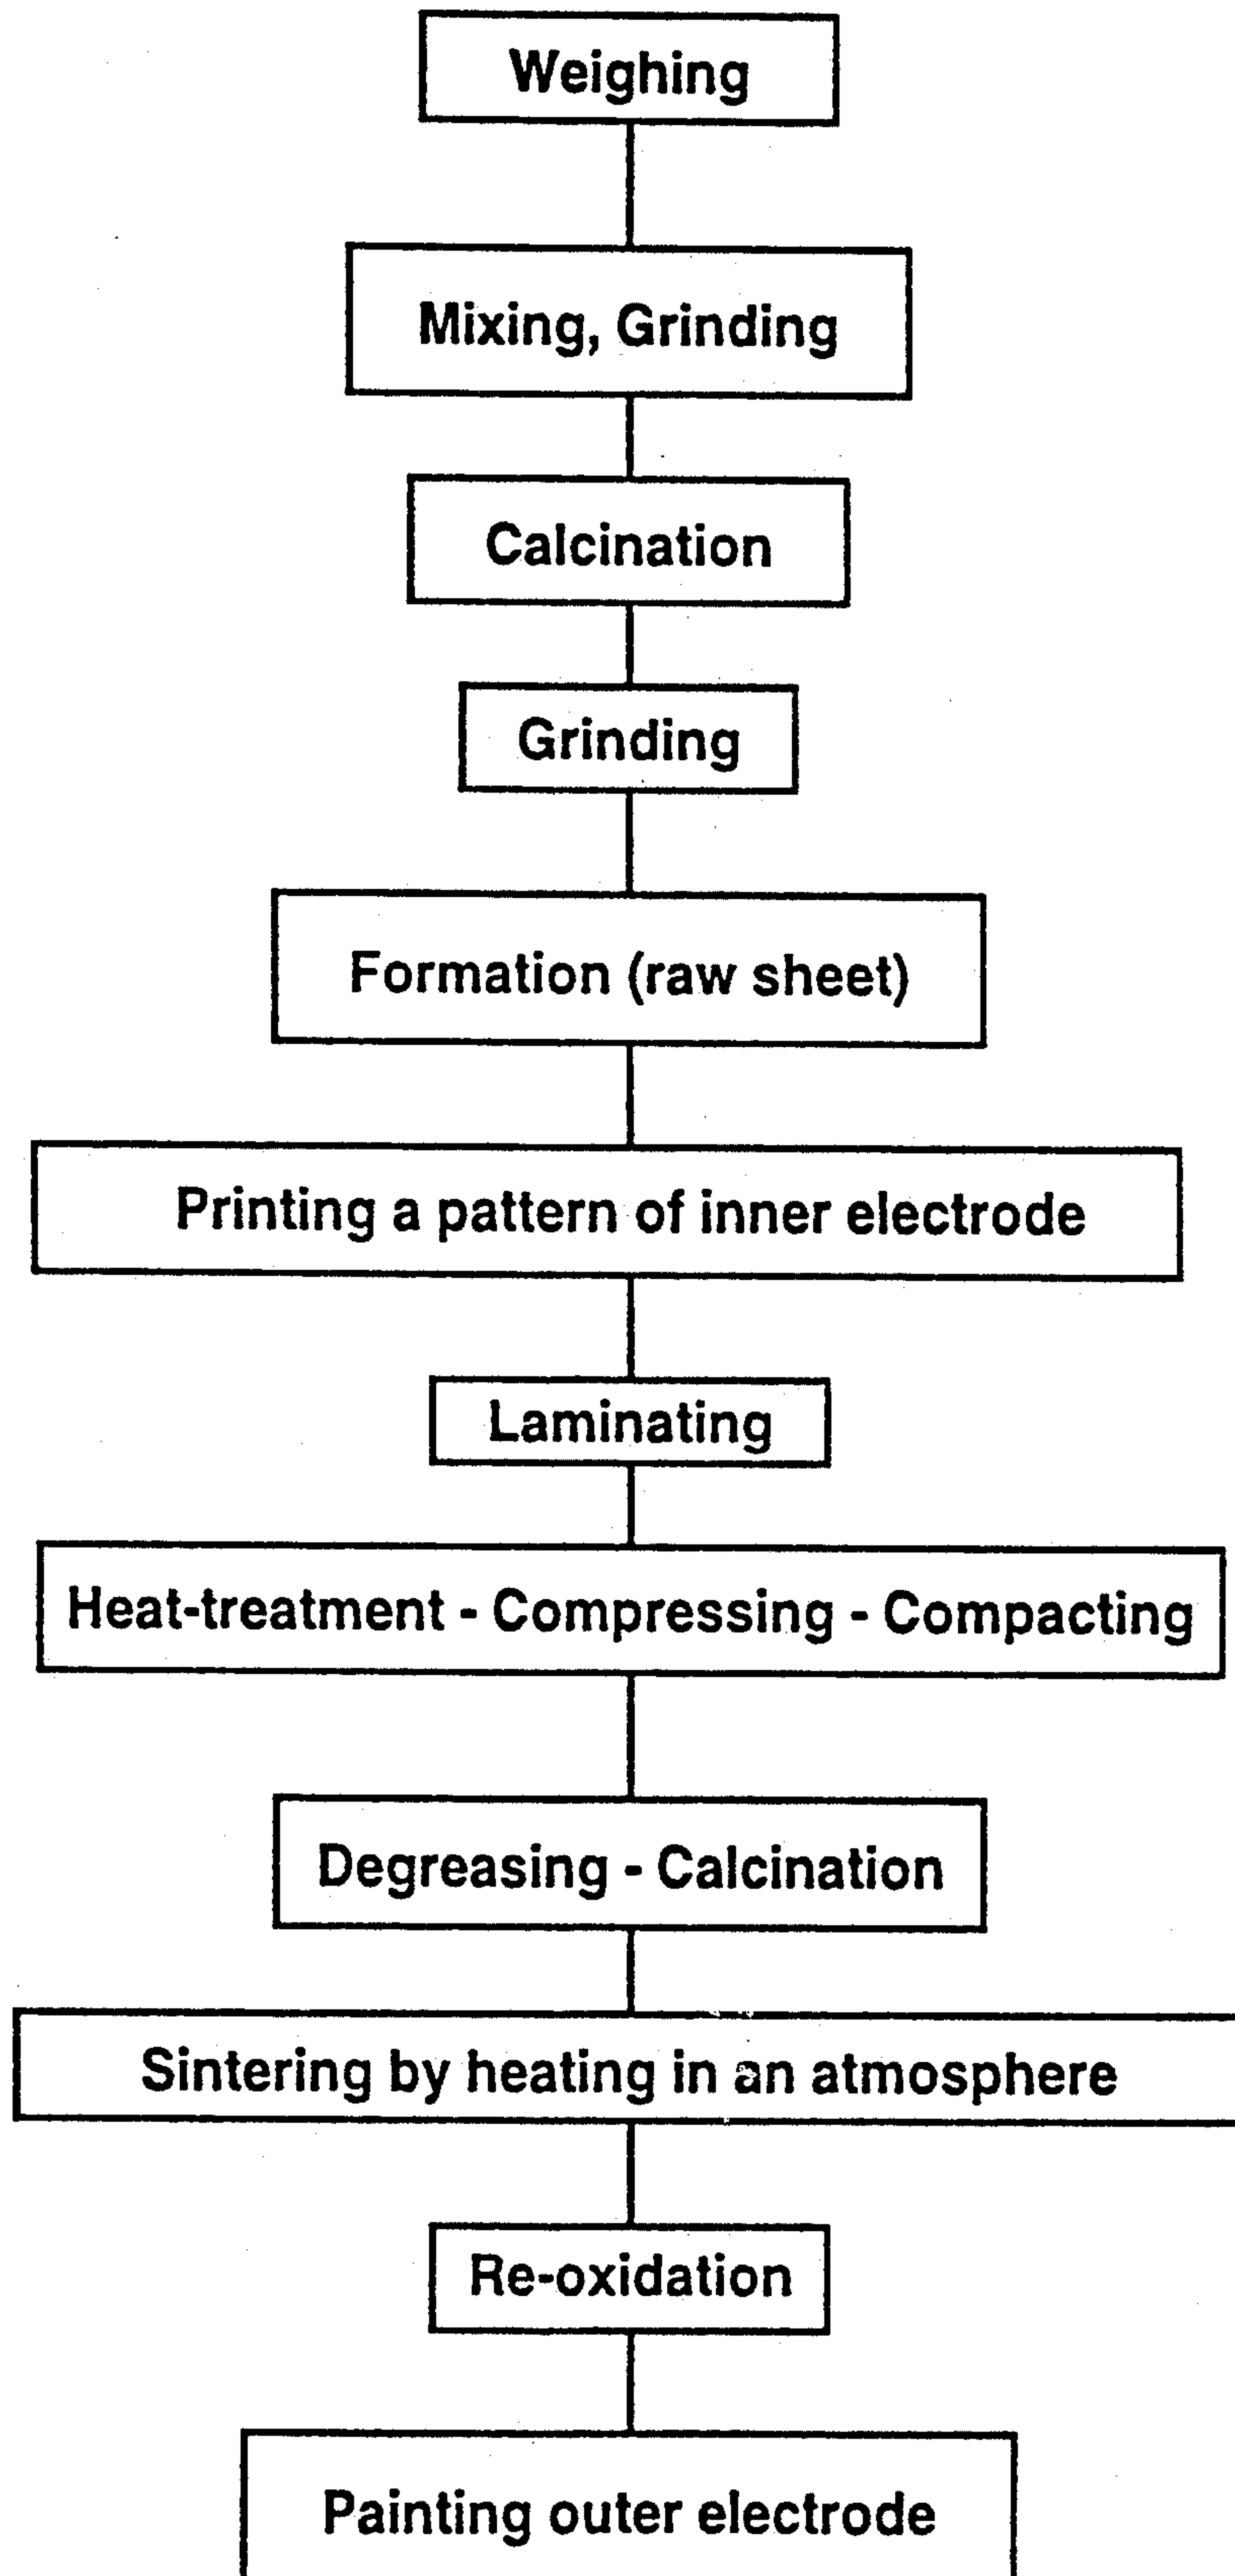 Weighing
Mixing, Grinding
Calcination
Grinding
Formation (raw sheet)
Printing a pattern of inner electrode
Laminating
Heat-treatment - Compressing - Compacting
Degreasing - Calcination
Sintering by heating in an atmosphere
Re-oxidation
Painting outer electrode